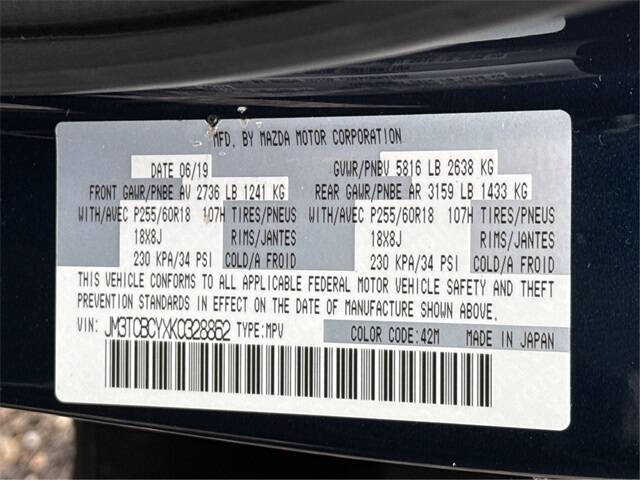 MFD. BY MAZDA MOTOR CORPORATION
DATE 06/19 GVWR/PNBV 5816 LB 2638 KG
FRONT GAWR/PNBE AV 2736 LB 1241 KG REAR GAWR/PNBE AR 3159 LB 1433 KG
WITH/AVEC P255/60R18 107H TIRES/PNEUS WITH/AVEC P255/60R18 107H TIRES/PNEUS
18X8J RIMS/JANTES 18X8J RIMS/JANTES
230 KPA/34 PSI COLD/A FROID 230 KPA/34 PSI COLD/A FROID
THIS VEHICLE CONFORMS TO ALL APPLICABLE FEDERAL MOTOR VEHICLE SAFETY AND THEFT
PREVENTION STANDARDS IN EFFECT ON THE DATE OF MANUFACTURE SHOWN ABOVE.
VIN: JM3TCBCYXK0328862 TYPE:MPV COLOR CODE:42M MADE IN JAPAN